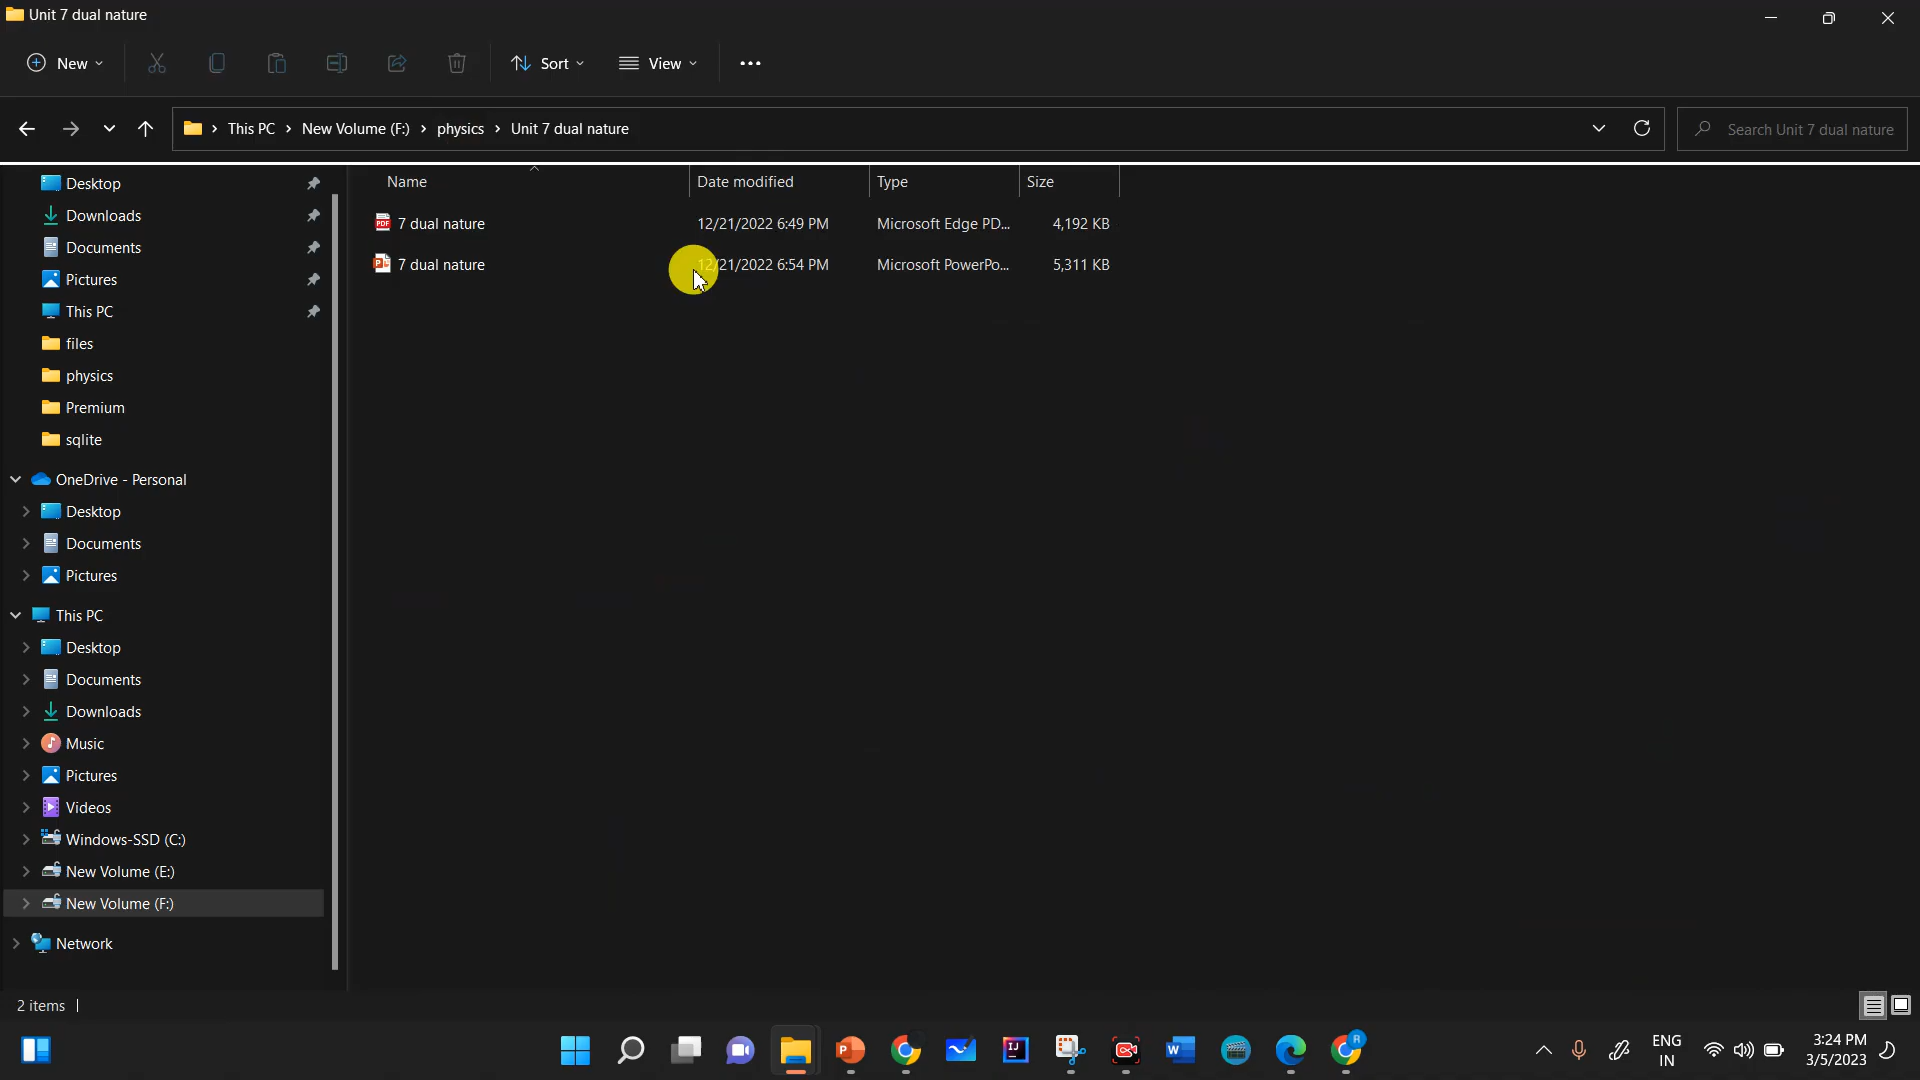 Unit 7 dual nature
New
Sort
View
This PC
New Volume (F:)
physics
Unit 7 dual nature
Search Unit 7 dual nature
Name
Date modified
Type
Size
7 dual nature
12/21/2022 6:49 PM
Microsoft Edge PD...
4,192 KB
7 dual nature
12/21/2022 6:54 PM
Microsoft PowerPo...
5,311 KB
Desktop
Downloads
Documents
Pictures
This PC
files
physics
Premium
sqlite
OneDrive - Personal
Desktop
Documents
Pictures
This PC
Desktop
Documents
Downloads
Music
Pictures
Videos
Windows-SSD (C:)
New Volume (E:)
New Volume (F:)
Network
2 items
ENG
IN
3:24 PM
3/5/2023